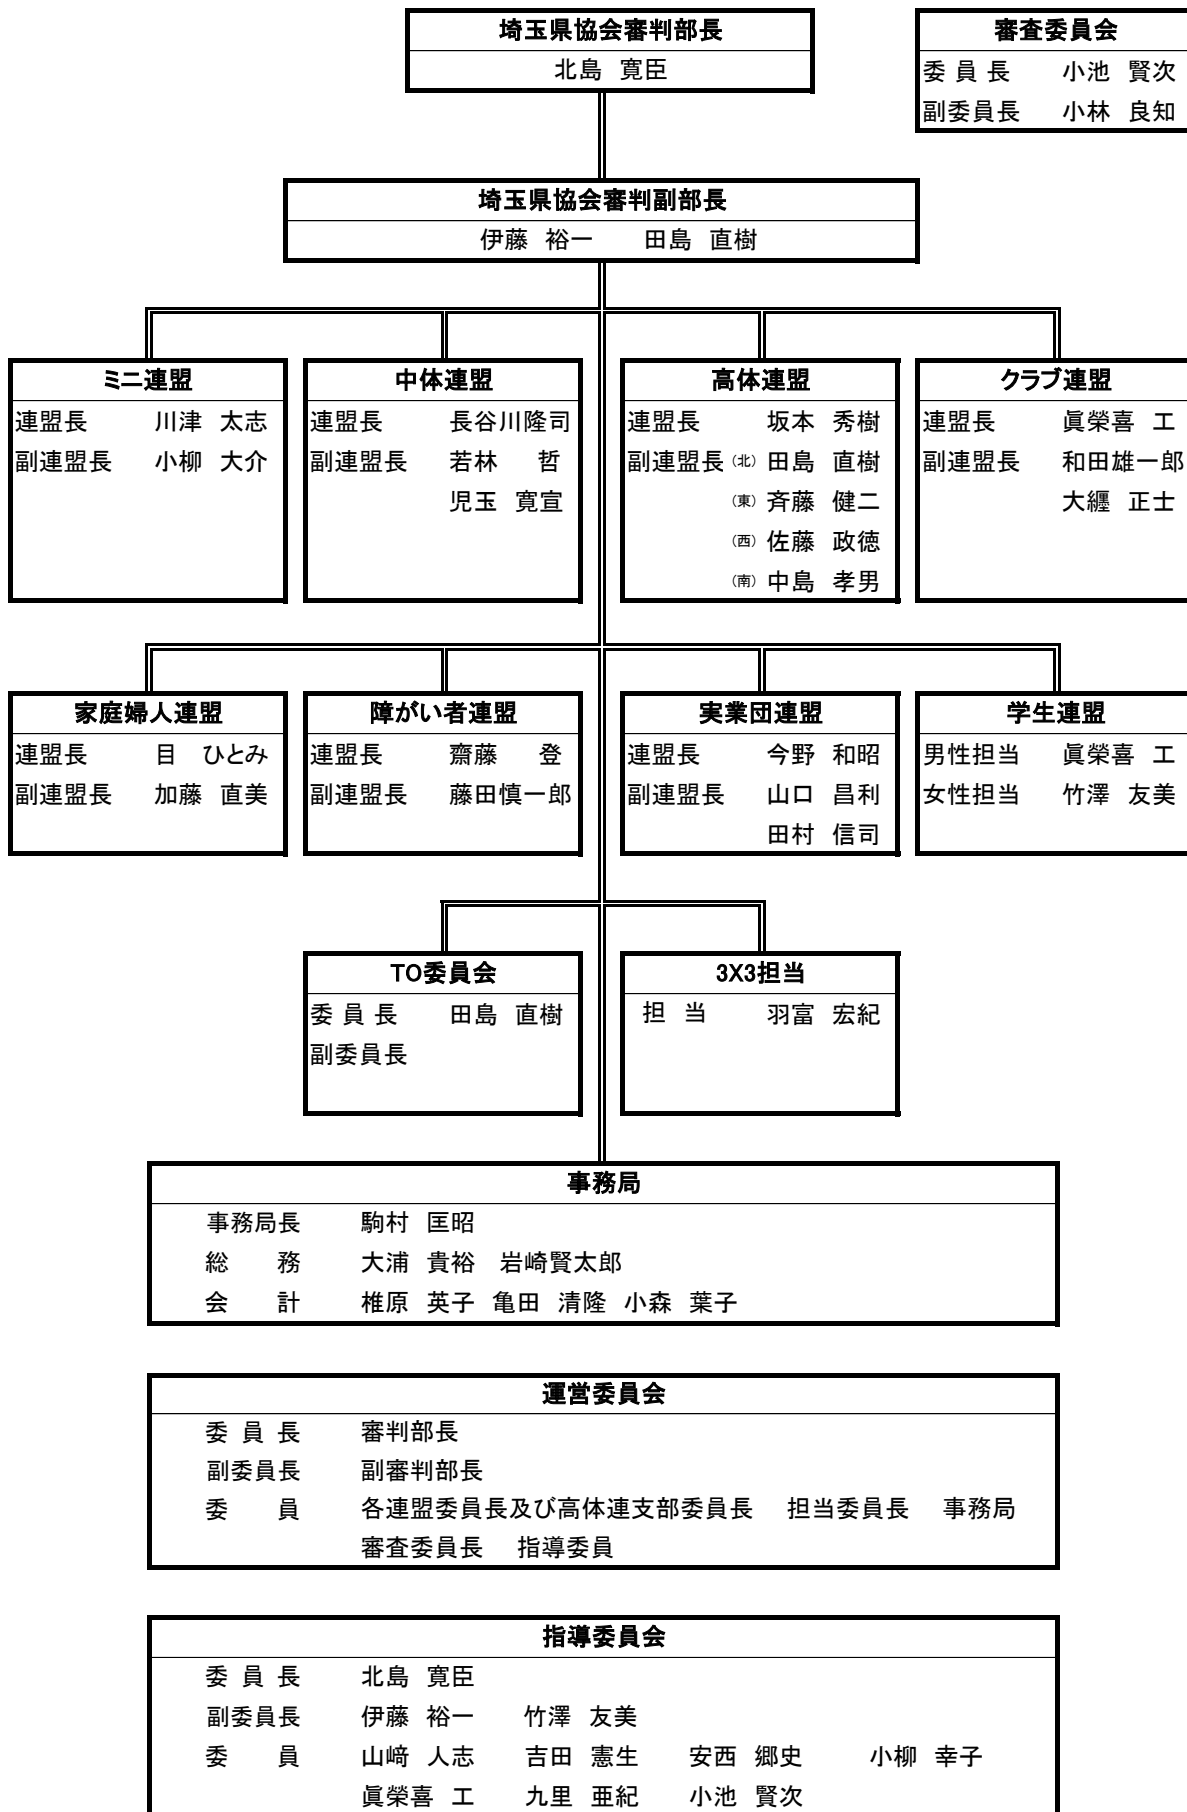 埼玉県協会審判部長
北島 寛臣
審査委員会
委員長 小池 賢次
副委員長 小林 良知
埼玉県協会審判副部長
伊藤 裕一 田島 直樹
ミニ連盟
連盟長 川津 太志
副連盟長 小柳 大介
中体連盟
連盟長 長谷川隆司
副連盟長 若林 哲
児玉 寛宣
高体連盟
連盟長 坂本 秀樹
副連盟長 (北) 田島 直樹
(東) 斉藤 健二
(西) 佐藤 政徳
(南) 中島 孝男
クラブ連盟
連盟長 眞榮喜 工
副連盟長 和田雄一郎
大纒 正士
家庭婦人連盟
連盟長 目 ひとみ
副連盟長 加藤 直美
障がい者連盟
連盟長 齋藤 登
副連盟長 藤田慎一郎
実業団連盟
連盟長 今野 和昭
副連盟長 山口 昌利
田村 信司
学生連盟
男性担当 眞榮喜 工
女性担当 竹澤 友美
TO委員会
委員長 田島 直樹
副委員長
3X3担当
担当 羽富 宏紀
事務局
事務局長 駒村 匡昭
総務 大浦 貴裕 岩崎賢太郎
会計 椎原 英子 亀田 清隆 小森 葉子
運営委員会
委員長 審判部長
副委員長 副審判部長
委員 各連盟委員長及び高体連支部委員長 担当委員長 事務局
審査委員長 指導委員
指導委員会
委員長 北島 寛臣
副委員長 伊藤 裕一 竹澤 友美
委員 山﨑 人志 吉田 憲生 安西 郷史 小柳 幸子
眞榮喜 工 九里 亜紀 小池 賢次